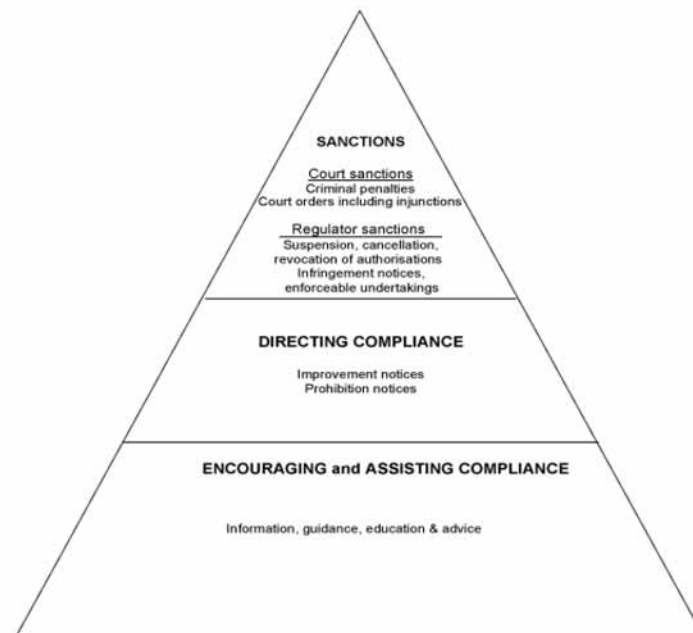 SANCTIONS
Court sanctions
Criminal penalties
Court orders including injunctions
Regulator sanctions
Suspension, cancellation,
revocation of authorisations
Infringement notices,
enforceable undertakings
DIRECTING COMPLIANCE
Improvement notices
Prohibition notices
ENCOURAGING and ASSISTING COMPLIANCE
Information, guidance, education & advice